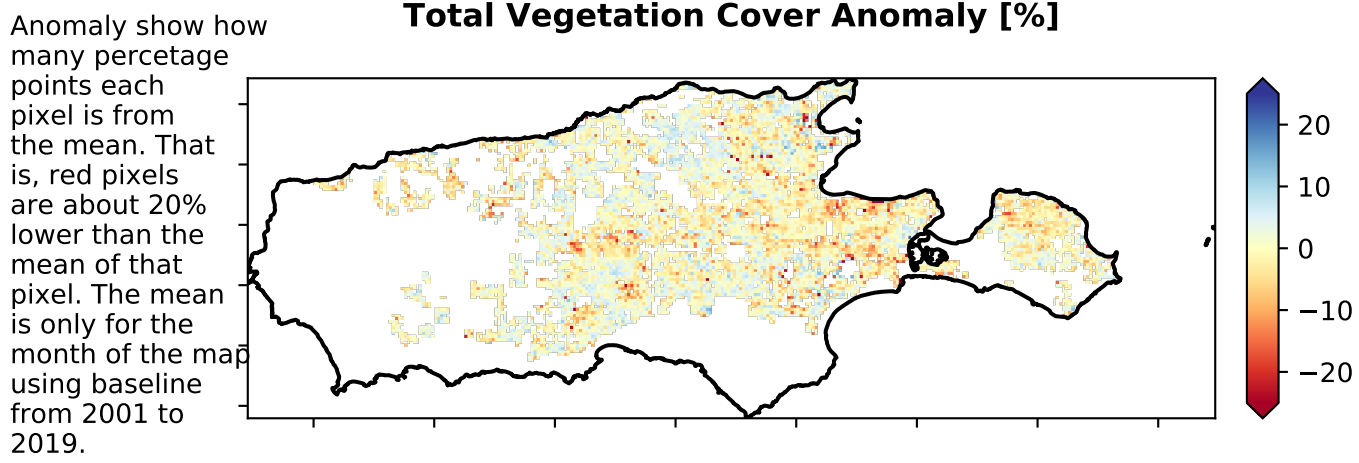 Total Vegetation Cover Anomaly [%]
Anomaly show how
many percetage
points each
pixel is from
the mean. That
is, red pixels
are about 20%
lower than the
mean of that
pixel. The mean
is only for the
month of the map
using baseline
from 2001 to
2019.
20
10
0
−10
−20